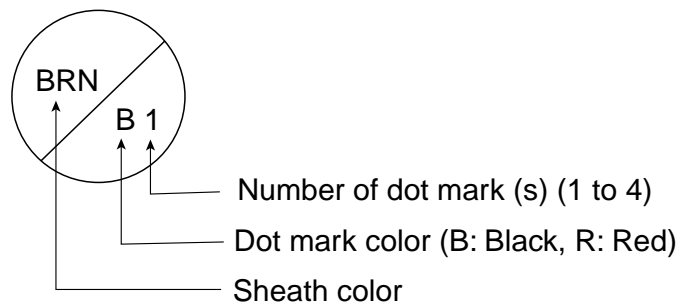 BRN
B 1
Number of dot mark (s) (1 to 4)
Dot mark color (B: Black, R: Red)
Sheath color